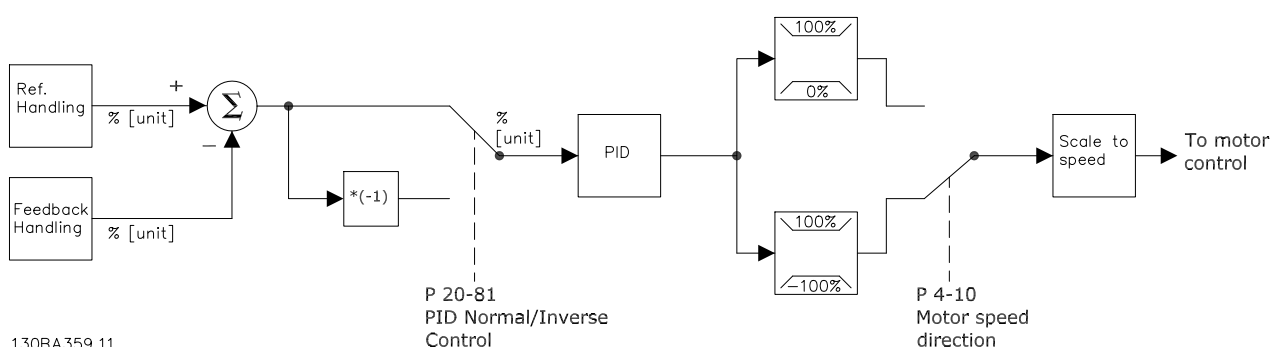 Ref.
Handling
+
% [unit]
Σ
−
Feedback
Handling
% [unit]
*(-1)
%
[unit]
PID
100%
0%
100%
−100%
Scale to
speed
To motor
control
P 20-81
PID Normal/Inverse
Control
P 4-10
Motor speed
direction
130BA359.11